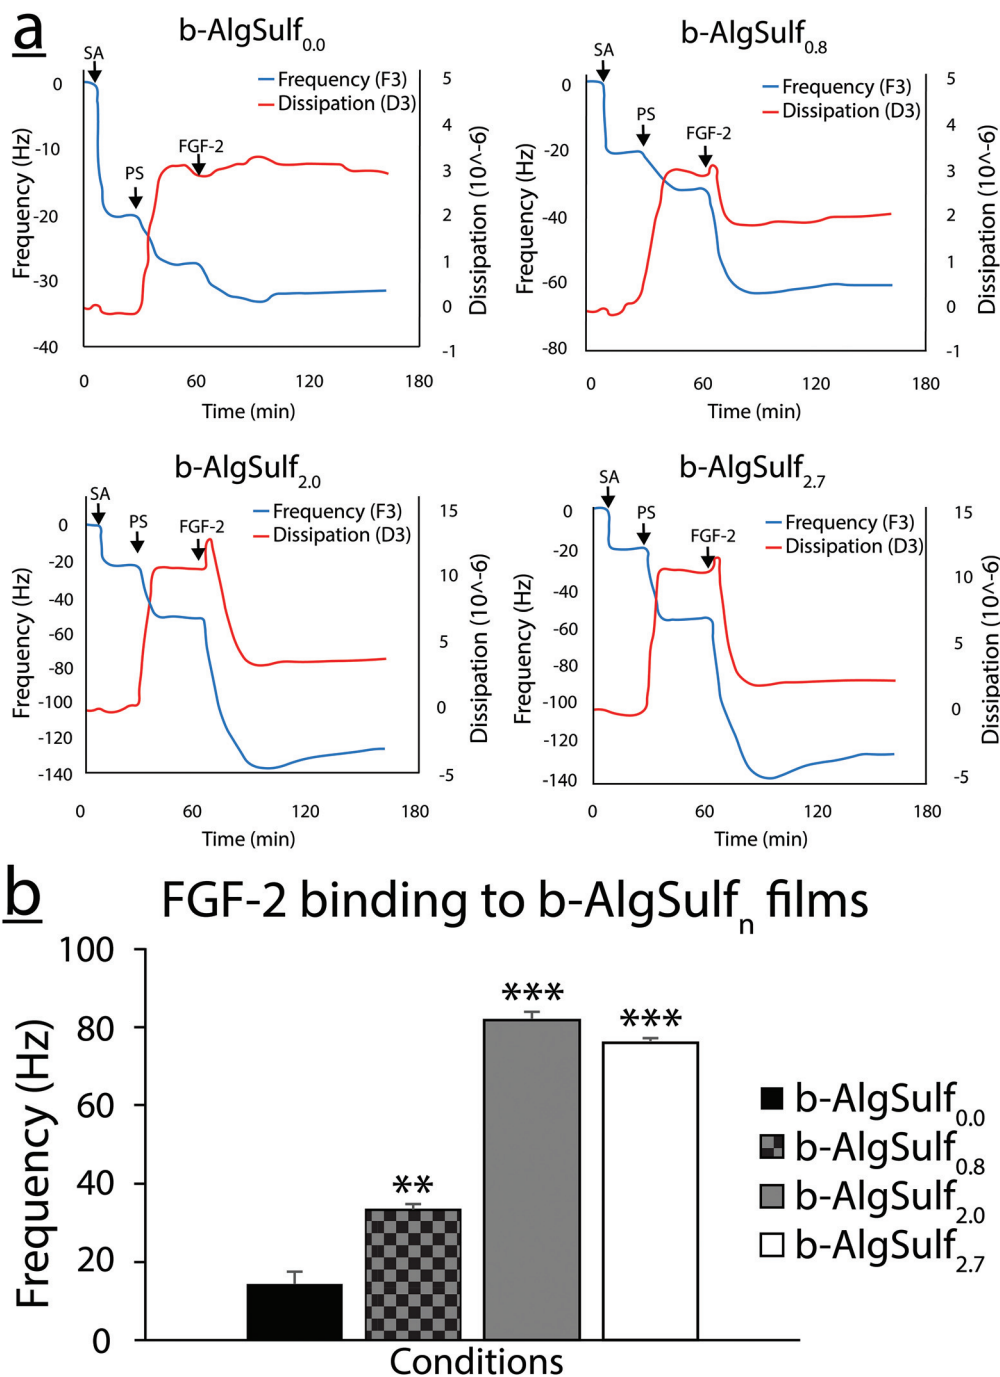 a
b-AlgSulf0.0
SA
PS
FGF-2
Frequency (F3)
Dissipation (D3)
Frequency (Hz)
0
-10
-20
-30
-40
Dissipation (10^-6)
5
4
3
2
1
0
-1
0 60 120 180
Time (min)
b-AlgSulf0.8
SA
PS
FGF-2
Frequency (F3)
Dissipation (D3)
Frequency (Hz)
0
-20
-40
-60
-80
Dissipation (10^-6)
5
4
3
2
1
0
-1
0 60 120 180
Time (min)
b-AlgSulf2.0
SA
PS
FGF-2
Frequency (F3)
Dissipation (D3)
Frequency (Hz)
0
-20
-40
-60
-80
-100
-120
-140
Dissipation (10^-6)
15
10
5
0
-5
0 60 120 180
Time (min)
b-AlgSulf2.7
SA
PS
FGF-2
Frequency (F3)
Dissipation (D3)
Frequency (Hz)
0
-20
-40
-60
-80
-100
-120
-140
Dissipation (10^-6)
15
10
5
0
-5
0 60 120 180
Time (min)
b
FGF-2 binding to b-AlgSulfn films
Frequency (Hz)
100
80
60
40
20
0
**
***
***
Conditions
b-AlgSulf0.0
b-AlgSulf0.8
b-AlgSulf2.0
b-AlgSulf2.7